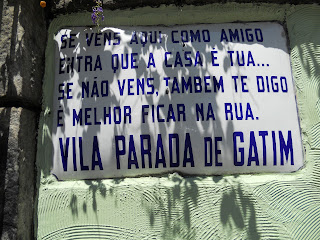 SE VENS AQUI COMO AMIGO
ENTRA QUE A CASA É TUA...
SE NÃO VENS, TAMBEM TE DIGO
É MELHOR FICAR NA RUA.
VILA PARADA DE GATIM